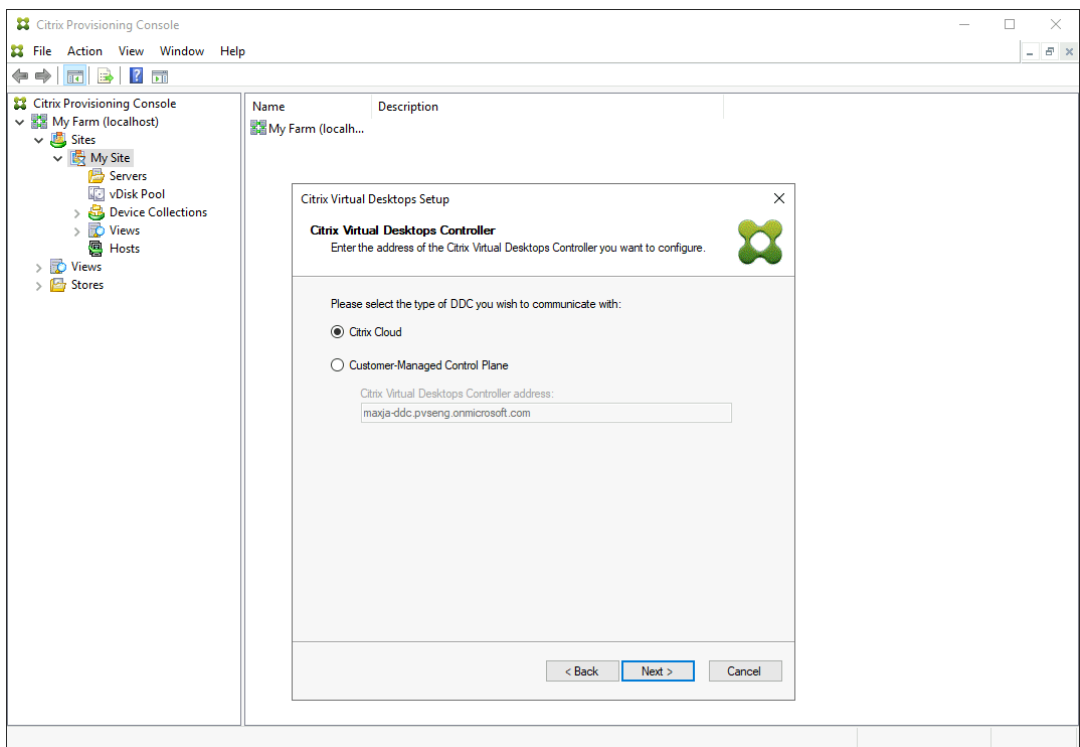 Citrix Provisioning Console
File Action View Window Help
Citrix Provisioning Console
My Farm (localhost)
Sites
My Site
Servers
vDisk Pool
Device Collections
Views
Hosts
Views
Stores
Name Description
My Farm (localh...
Citrix Virtual Desktops Setup
Citrix Virtual Desktops Controller
Enter the address of the Citrix Virtual Desktops Controller you want to configure.
Please select the type of DDC you wish to communicate with:
Citrix Cloud
Customer-Managed Control Plane
Citrix Virtual Desktops Controller address:
maxja-ddc.pvseng.onmicrosoft.com
< Back Next > Cancel